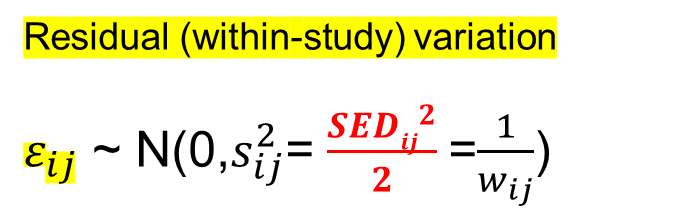 Residual (within-study) variation
εij ~ N(0,s²ij = SEDij² / 2 = 1 / wij)